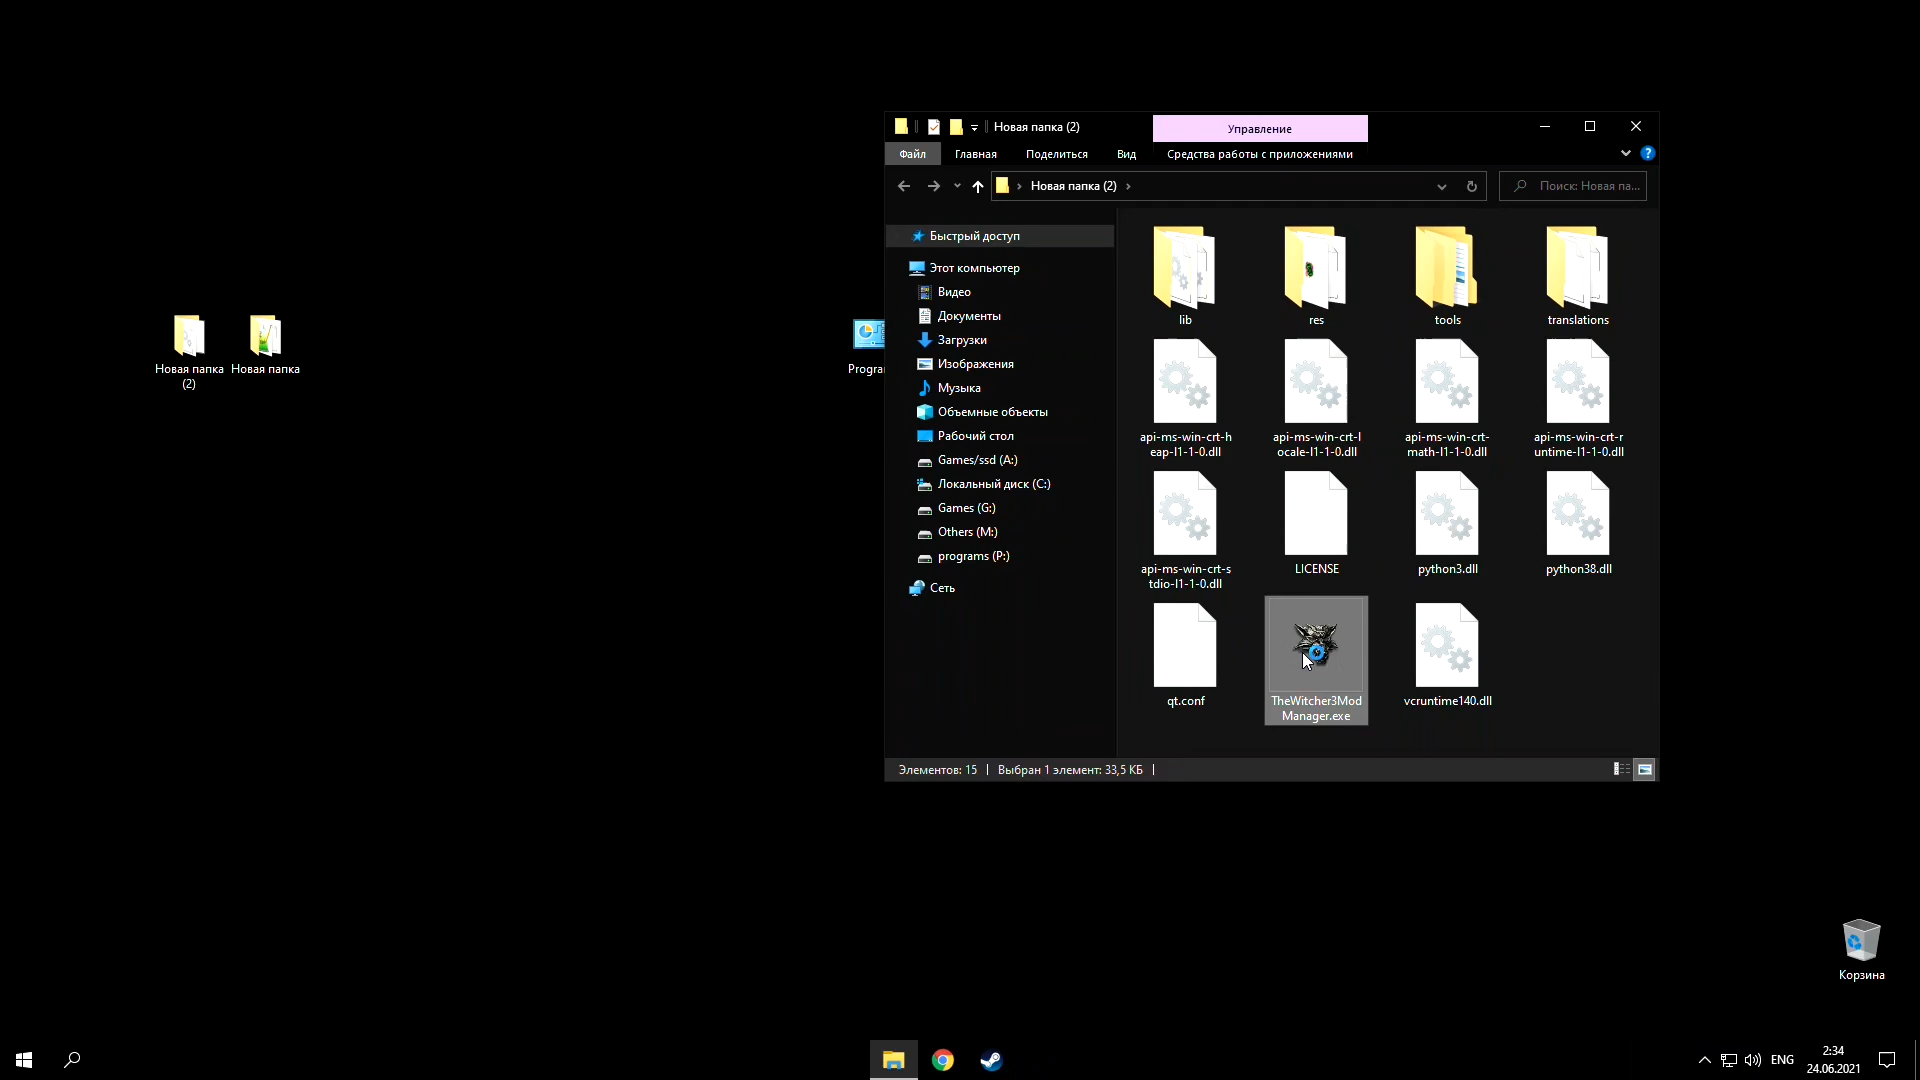 Новая папка (2)
Управление
Файл
Главная
Поделиться
Вид
Средства работы с приложениями
Новая папка (2)
Поиск: Новая па...
Быстрый доступ
Этот компьютер
Видео
Документы
Загрузки
Изображения
Музыка
Объемные объекты
Рабочий стол
Games/ssd (A:)
Локальный диск (C:)
Games (G:)
Others (M:)
programs (P:)
Сеть
lib
res
tools
translations
api-ms-win-crt-h
eap-l1-1-0.dll
api-ms-win-crt-l
ocale-l1-1-0.dll
api-ms-win-crt-
math-l1-1-0.dll
api-ms-win-crt-r
untime-l1-1-0.dll
api-ms-win-crt-s
tdio-l1-1-0.dll
LICENSE
python3.dll
python38.dll
qt.conf
TheWitcher3Mod
Manager.exe
vcruntime140.dll
Элементов: 15
Выбран 1 элемент: 33,5 КБ
Новая папка
(2)
Новая папка
Progra
Корзина
ENG
2:34
24.06.2021